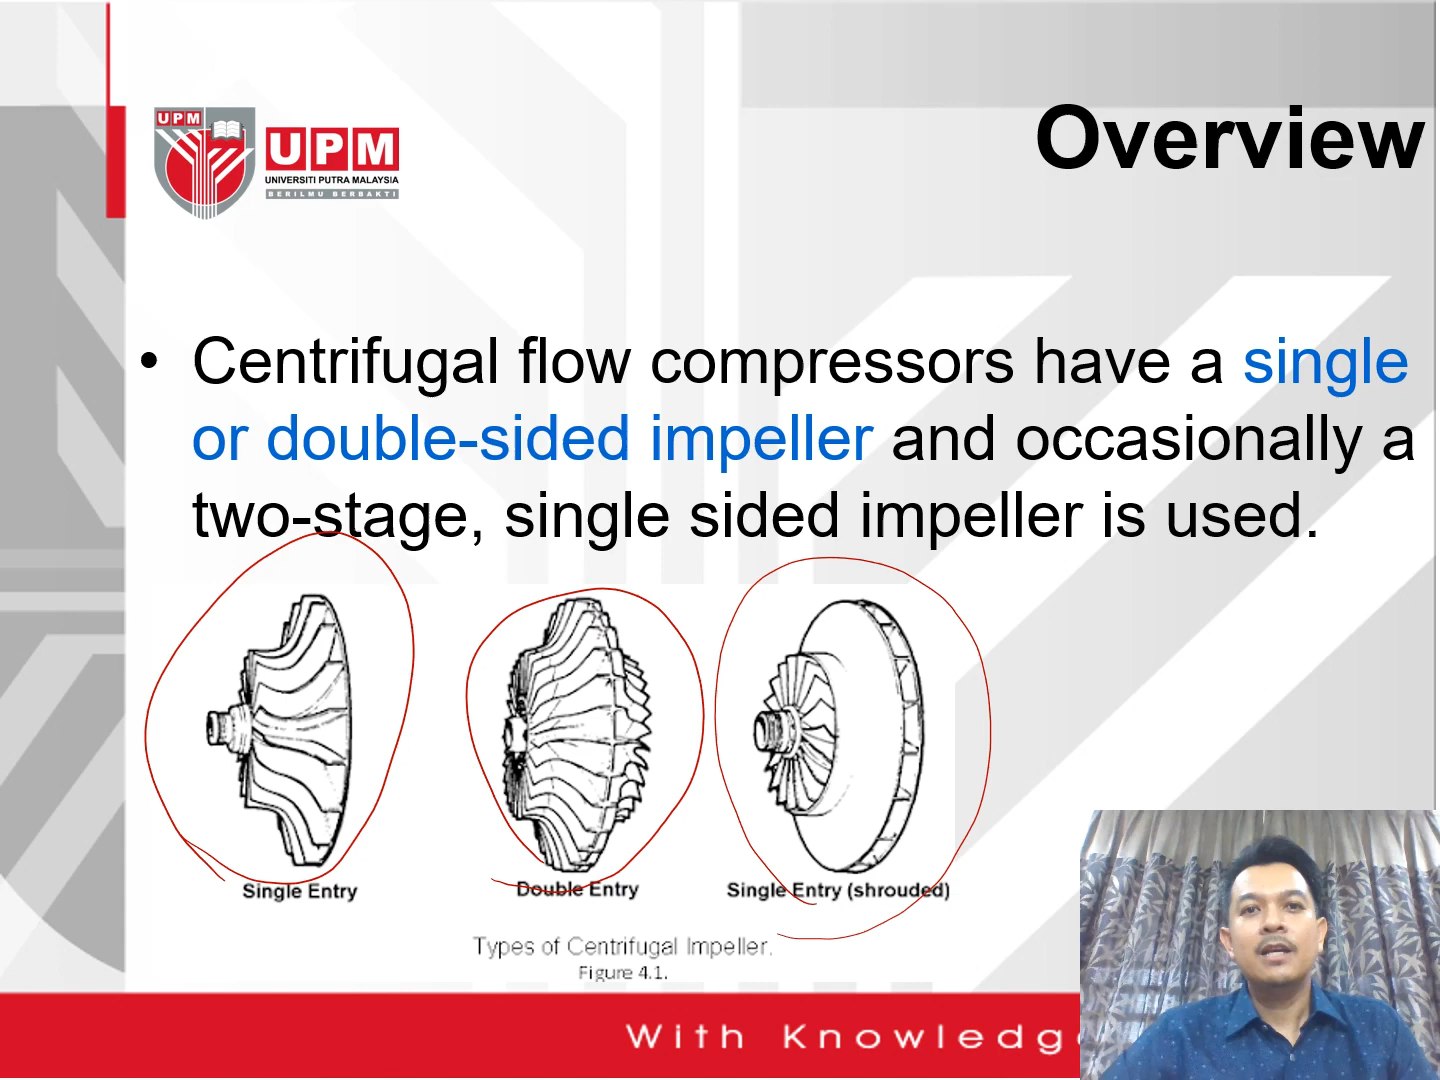 UPM
UPM
UNIVERSITI PUTRA MALAYSIA
BERILMU BERBAKTI
Overview
• Centrifugal flow compressors have a single
or double-sided impeller and occasionally a
two-stage, single sided impeller is used.
Single Entry
Double Entry
Single Entry (shrouded)
Types of Centrifugal Impeller.
Figure 4.1.
With Knowledg